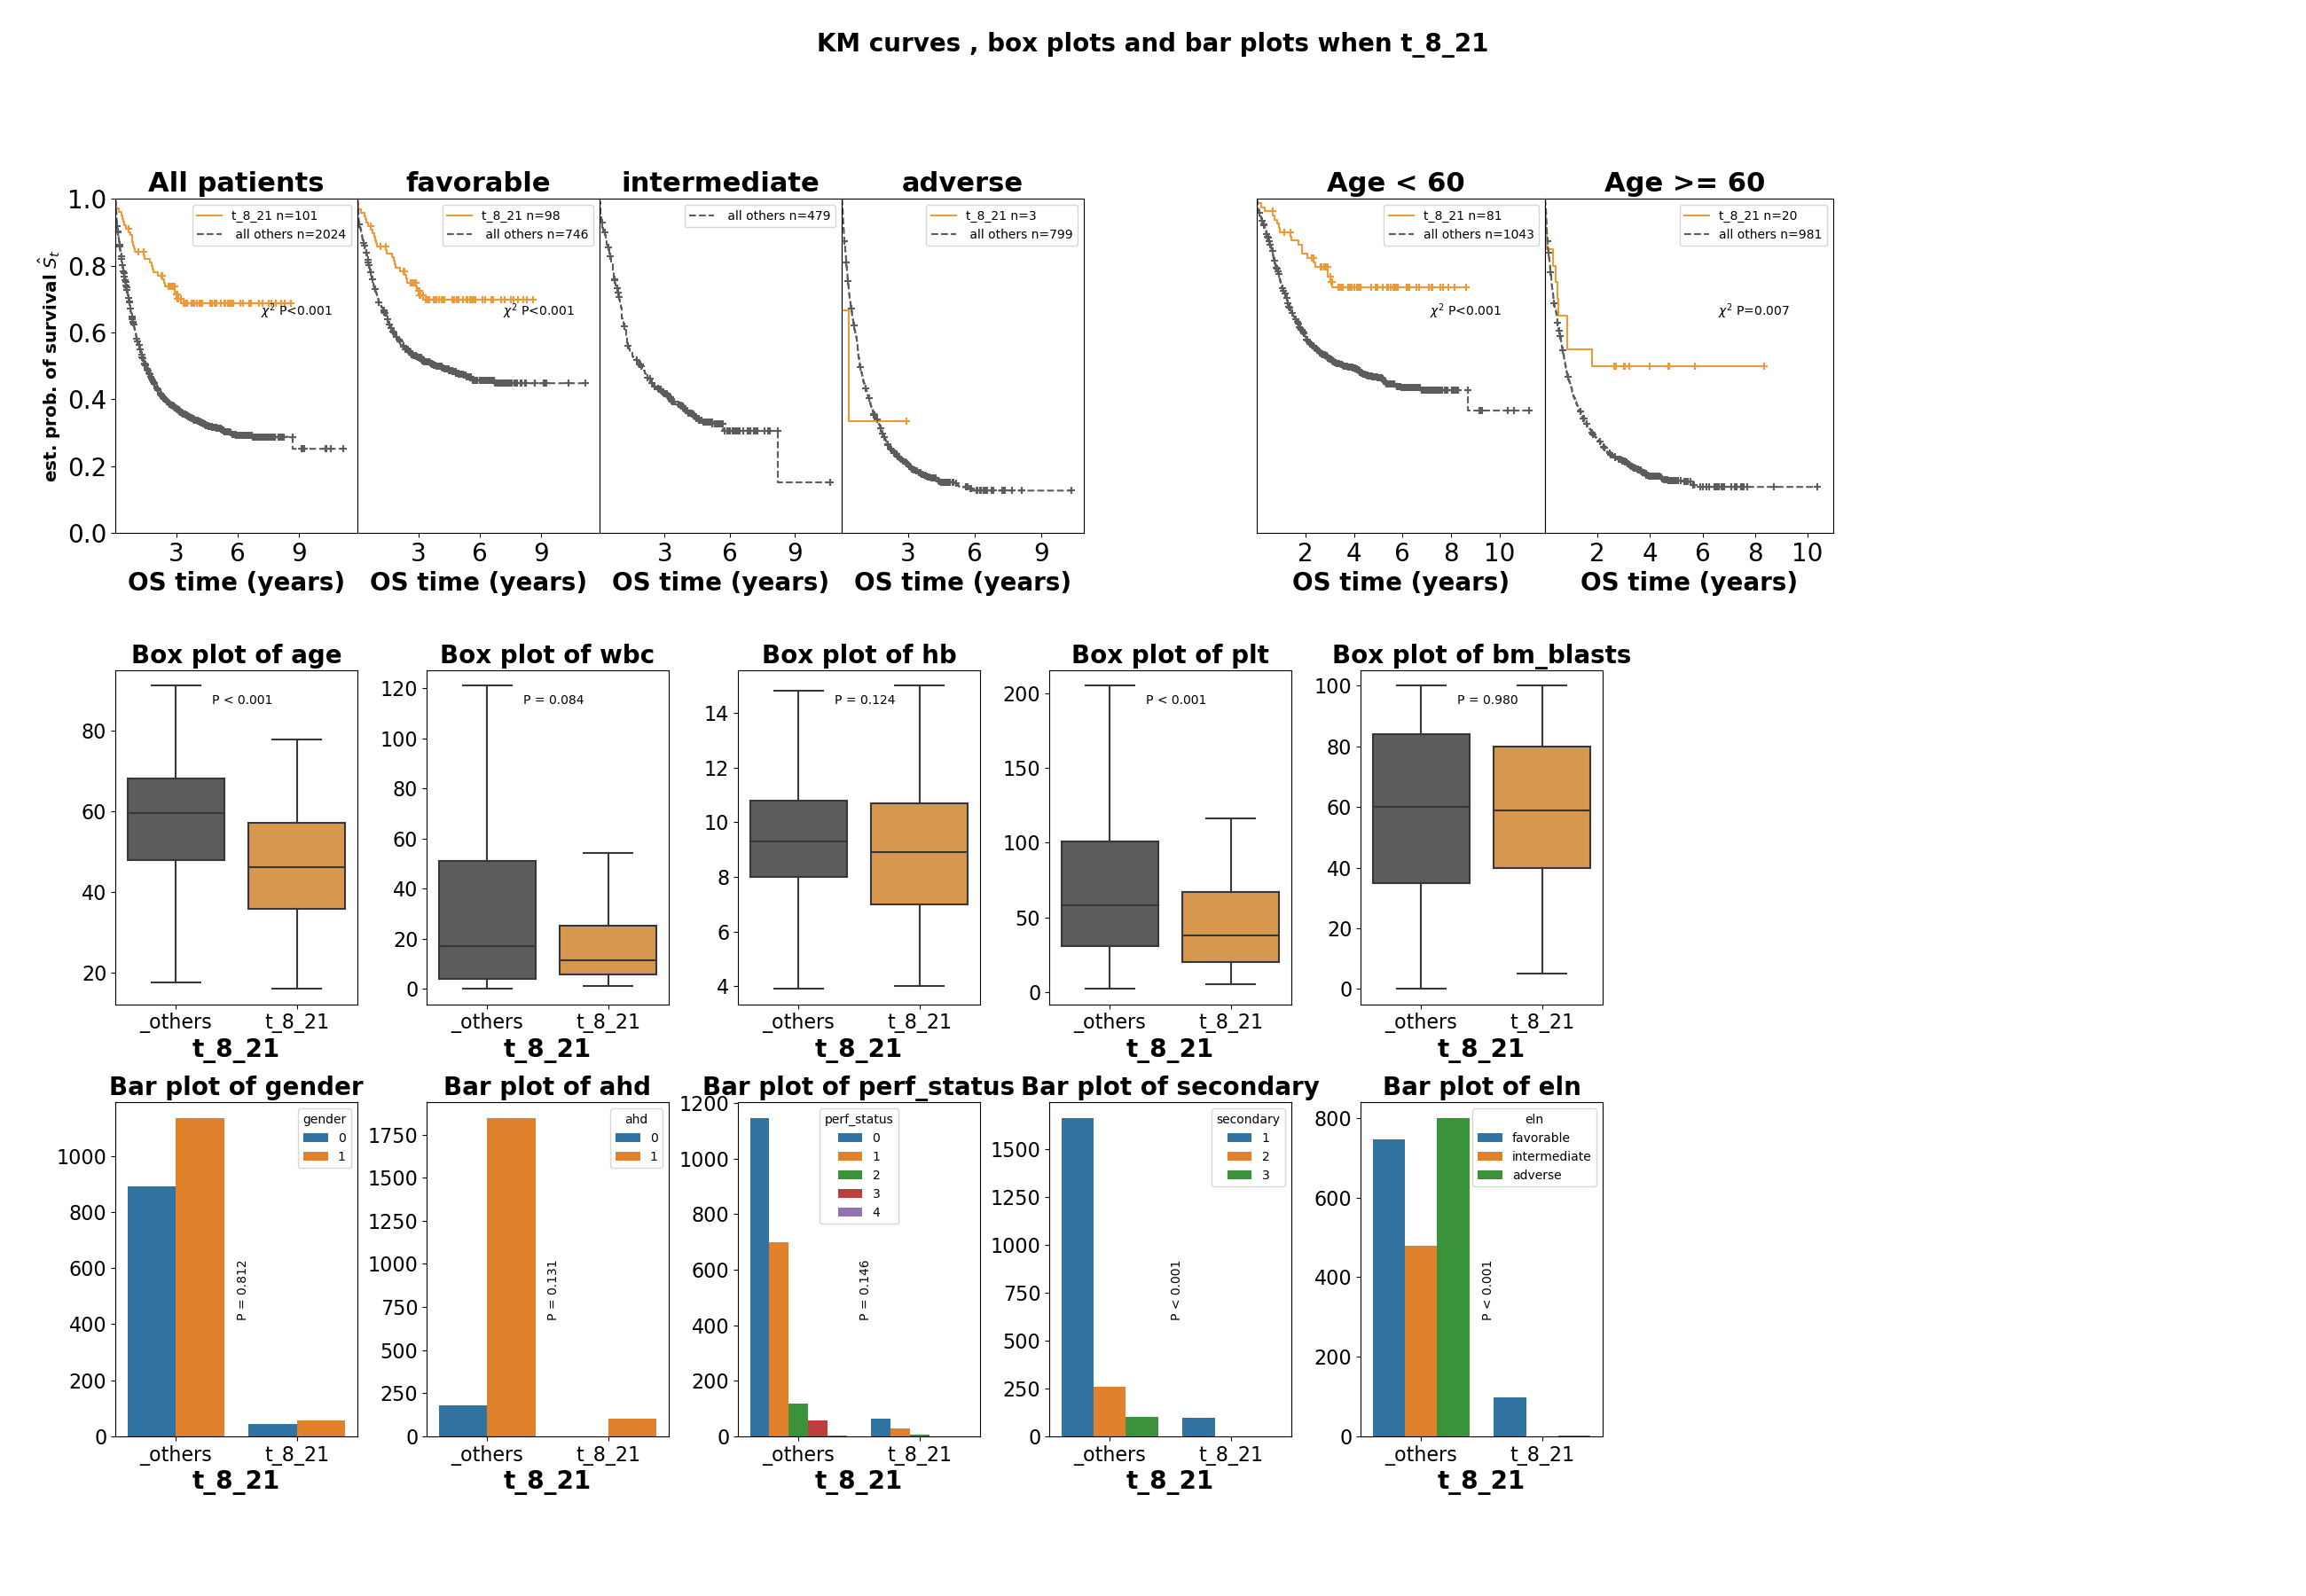 KM curves , box plots and bar plots when t_8_21
All patients
favorable
intermediate
adverse
Age < 60
Age >= 60
est. prob. of survival Ŝt
1.0
0.8
0.6
0.4
0.2
0.0
t_8_21 n=101
all others n=2024
χ² P<0.001
3 6 9
OS time (years)
t_8_21 n=98
all others n=746
χ² P<0.001
3 6 9
OS time (years)
all others n=479
3 6 9
OS time (years)
t_8_21 n=3
all others n=799
3 6 9
OS time (years)
t_8_21 n=81
all others n=1043
χ² P<0.001
2 4 6 8 10
OS time (years)
t_8_21 n=20
all others n=981
χ² P=0.007
2 4 6 8 10
OS time (years)
Box plot of age
P < 0.001
80
60
40
20
_others t_8_21
t_8_21
Box plot of wbc
P = 0.084
120
100
80
60
40
20
0
_others t_8_21
t_8_21
Box plot of hb
P = 0.124
14
12
10
8
6
4
_others t_8_21
t_8_21
Box plot of plt
P < 0.001
200
150
100
50
0
_others t_8_21
t_8_21
Box plot of bm_blasts
P = 0.980
100
80
60
40
20
0
_others t_8_21
t_8_21
Bar plot of gender
gender
0
1
P = 0.812
1000
800
600
400
200
0
_others t_8_21
t_8_21
Bar plot of ahd
ahd
0
1
P = 0.131
1750
1500
1250
1000
750
500
250
0
_others t_8_21
t_8_21
Bar plot of perf_status
perf_status
0
1
2
3
4
P = 0.146
1200
1000
800
600
400
200
0
_others t_8_21
t_8_21
Bar plot of secondary
secondary
1
2
3
P < 0.001
1500
1250
1000
750
500
250
0
_others t_8_21
t_8_21
Bar plot of eln
eln
favorable
intermediate
adverse
P < 0.001
800
600
400
200
0
_others t_8_21
t_8_21